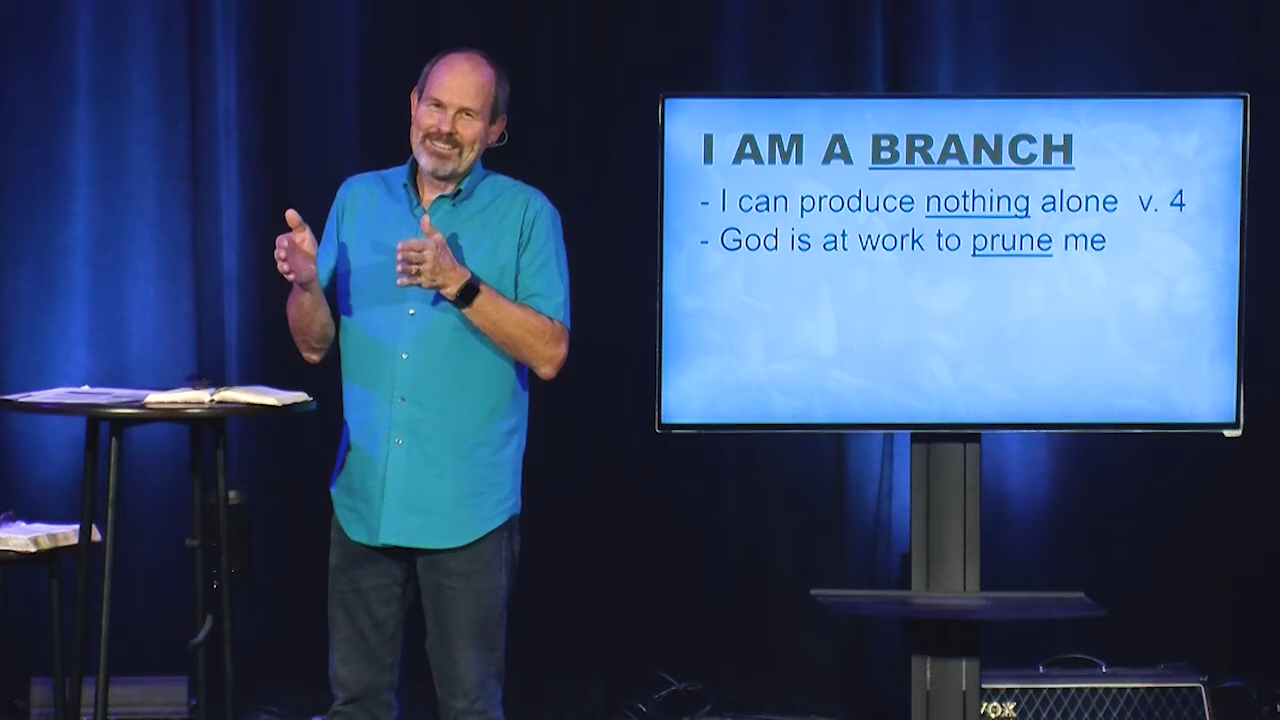 I AM A BRANCH
- I can produce nothing alone v. 4
- God is at work to prune me
VOX